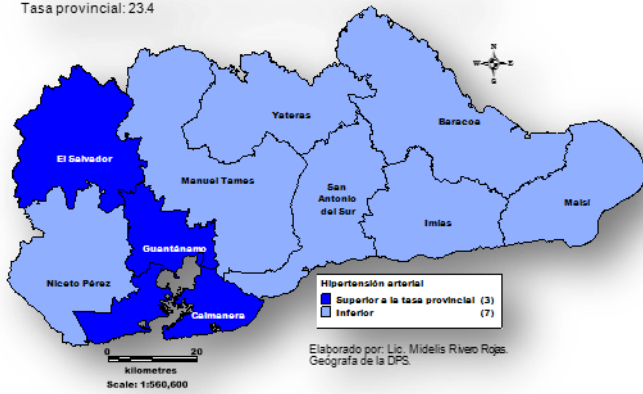 Tasa provincial: 23.4
N
W E
S
Yateras
Baracoa
El Salvador
Manuel Tames
San
Antonio
del Sur
Maisí
Imías
Guantánamo
Niceto Pérez
Caimanera
Hipertensión arterial
Superior a la tasa provincial (3)
Inferior (7)
0 20
kilometres
Scale: 1:560,600
Elaborado por: Lic. Midelis Rivero Rojas.
Geógrafa de la DPS.